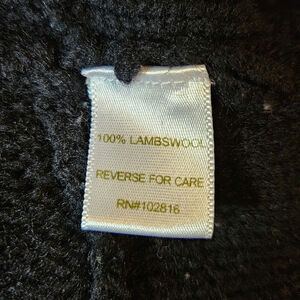 100% LAMBSWOOL
REVERSE FOR CARE
RN#102816